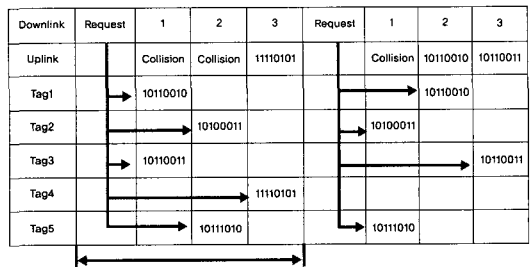 Downlink Request 1 2 3 Request 1 2 3
Uplink Collision Collision 11110101 Collision 10110010 10110011
Tag1 10110010 10110010
Tag2 10100011 10100011
Tag3 10110011 10110011
Tag4 11110101
Tag5 10111010 10111010